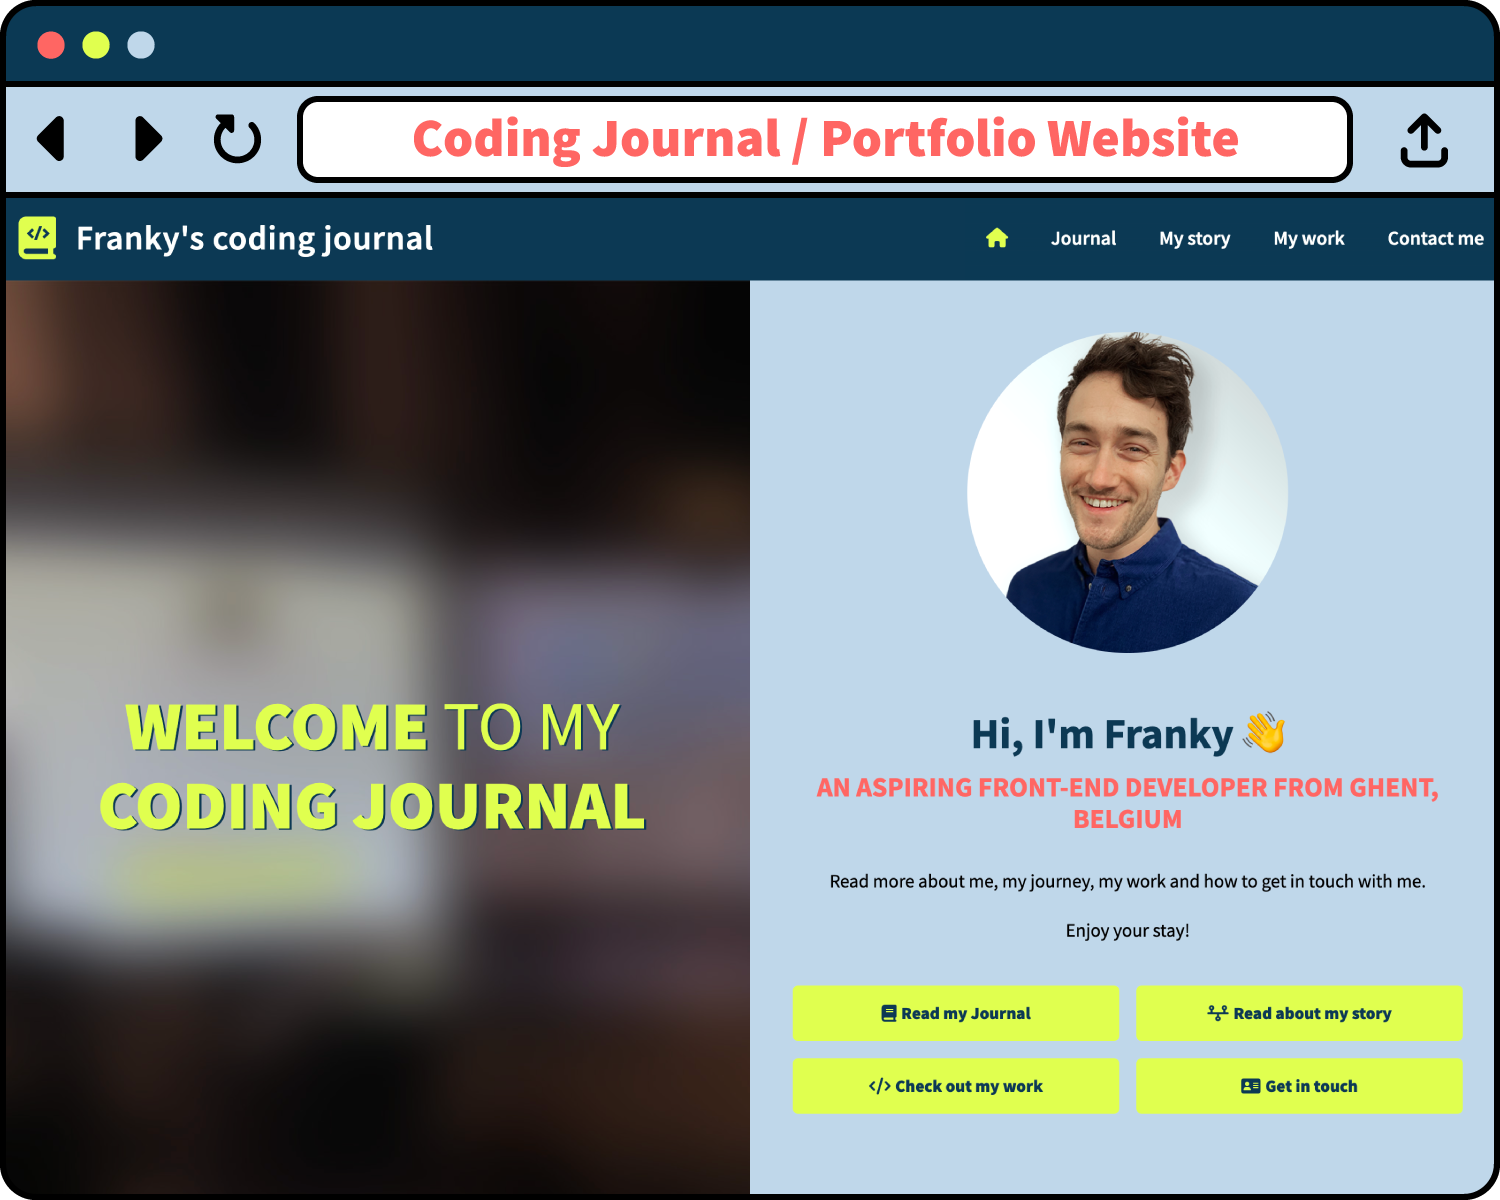 Coding Journal / Portfolio Website
Franky's coding journal
Journal
My story
My work
Contact me
WELCOME TO MY
CODING JOURNAL
Hi, I'm Franky 👋
AN ASPIRING FRONT-END DEVELOPER FROM GHENT,
BELGIUM
Read more about me, my journey, my work and how to get in touch with me.
Enjoy your stay!
Read my Journal
Read about my story
</> Check out my work
Get in touch